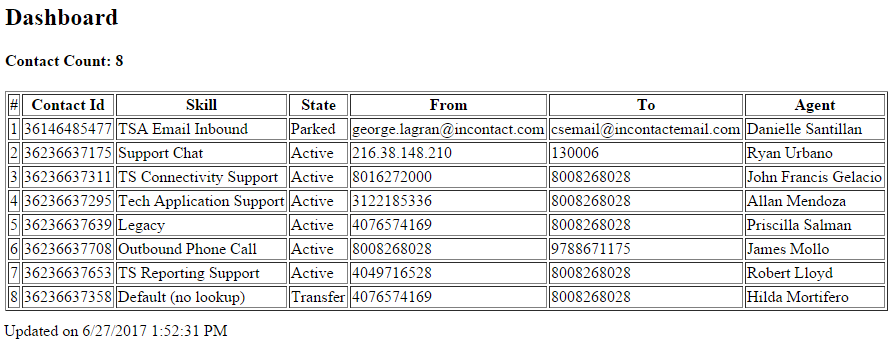 Dashboard
Contact Count: 8
# Contact Id Skill State From To Agent
1 36146485477 TSA Email Inbound Parked george.lagran@incontact.com csemail@incontactemail.com Danielle Santillan
2 36236637175 Support Chat Active 216.38.148.210 130006 Ryan Urbano
3 36236637311 TS Connectivity Support Active 8016272000 8008268028 John Francis Gelacio
4 36236637295 Tech Application Support Active 3122185336 8008268028 Allan Mendoza
5 36236637639 Legacy Active 4076574169 8008268028 Priscilla Salman
6 36236637708 Outbound Phone Call Active 8008268028 9788671175 James Mollo
7 36236637653 TS Reporting Support Active 4049716528 8008268028 Robert Lloyd
8 36236637358 Default (no lookup) Transfer 4076574169 8008268028 Hilda Mortifero
Updated on 6/27/2017 1:52:31 PM